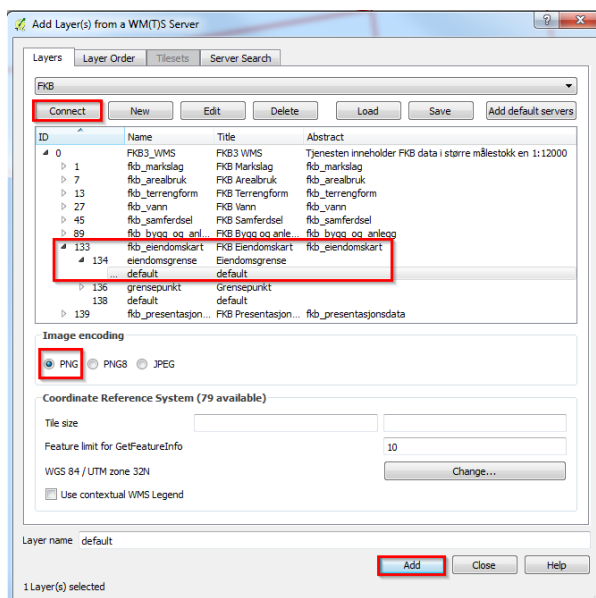 Add Layer(s) from a WM(T)S Server
Layers Layer Order Tilesets Server Search
FKB
Connect New Edit Delete Load Save Add default servers
ID Name Title Abstract
0 FKB3_WMS FKB3 WMS Tjenesten inneholder FKB data i større målestokk en 1:12000
1 fkb_markslag FKB Markslag fkb_markslag
7 fkb_arealbruk FKB Arealbruk fkb_arealbruk
13 fkb_terrengform FKB Terrengform fkb_terrengform
27 fkb_vann FKB Vann fkb_vann
45 fkb_samferdsel FKB Samferdsel fkb_samferdsel
89 fkb_bygg_og_anl... FKB Bygg og anle... fkb_bygg_og_anlegg
133 fkb_eiendomskart FKB Eiendomskart fkb_eiendomskart
134 eiendomsgrense Eiendomsgrense
... default default
136 grensepunkt Grensepunkt
138 default default
139 fkb_presentasjon... FKB Presentasjon... fkb_presentasjonsdata
Image encoding
PNG PNG8 JPEG
Coordinate Reference System (79 available)
Tile size
Feature limit for GetFeatureInfo 10
WGS 84 / UTM zone 32N Change...
Use contextual WMS Legend
Layer name default
Add Close Help
1 Layer(s) selected